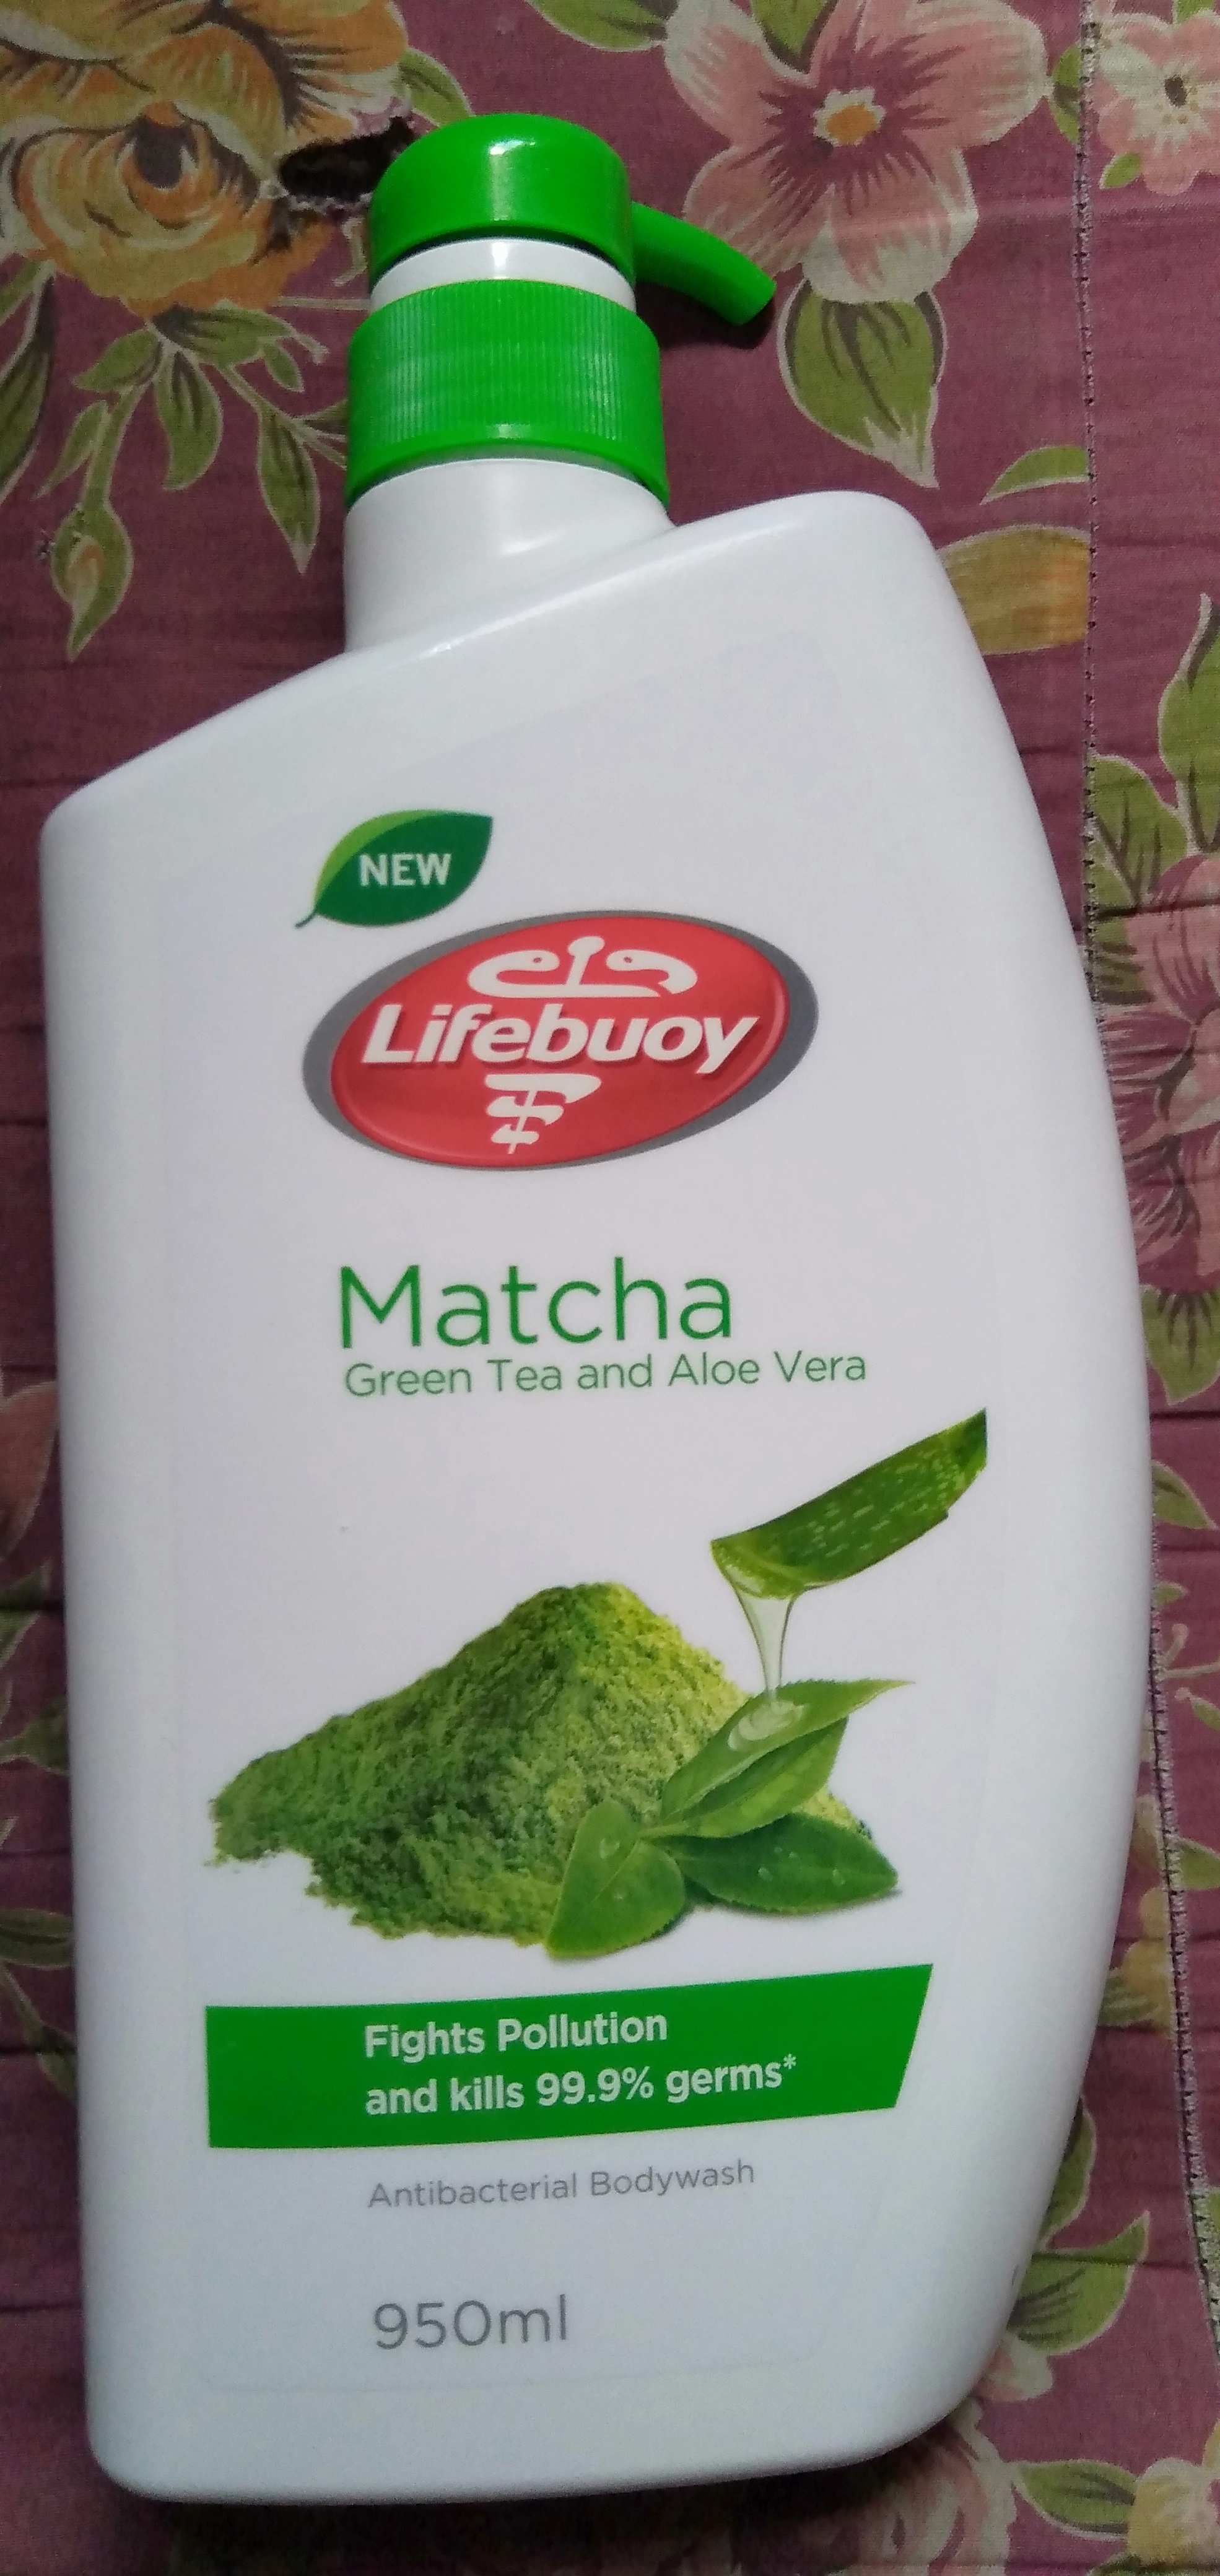 NEW
Lifebuoy
Matcha
Green Tea and Aloe Vera
Fights Pollution
and kills 99.9% germs*
Antibacterial Bodywash
950ml